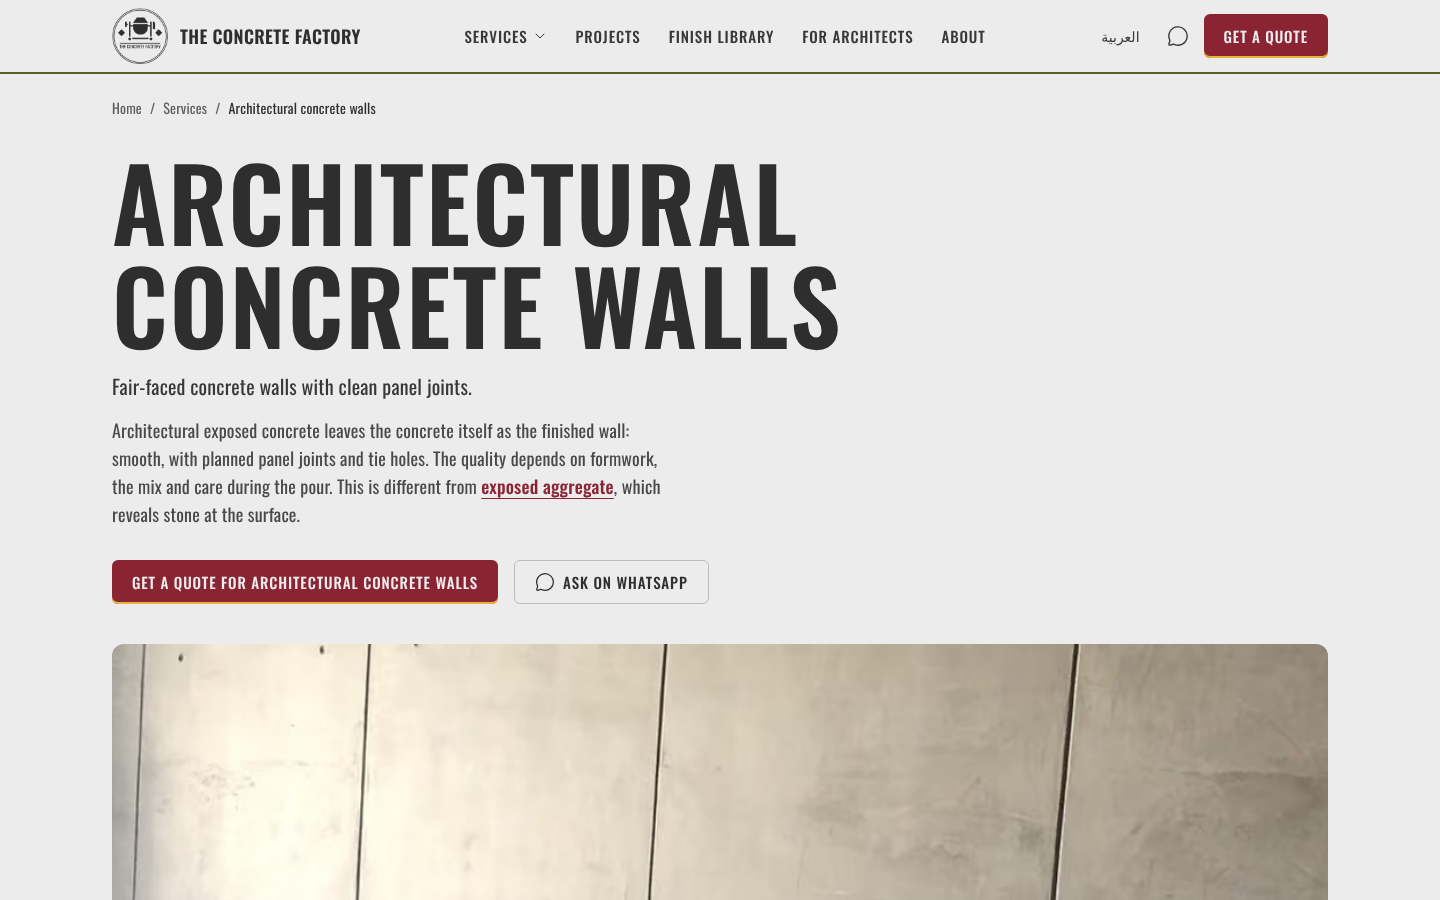 THE CONCRETE FACTORY
THE CONCRETE FACTORY
SERVICES
PROJECTS
FINISH LIBRARY
FOR ARCHITECTS
ABOUT
العربية
GET A QUOTE
Home / Services / Architectural concrete walls
ARCHITECTURAL
CONCRETE WALLS
Fair-faced concrete walls with clean panel joints.
Architectural exposed concrete leaves the concrete itself as the finished wall:
smooth, with planned panel joints and tie holes. The quality depends on formwork,
the mix and care during the pour. This is different from exposed aggregate, which
reveals stone at the surface.
GET A QUOTE FOR ARCHITECTURAL CONCRETE WALLS
ASK ON WHATSAPP